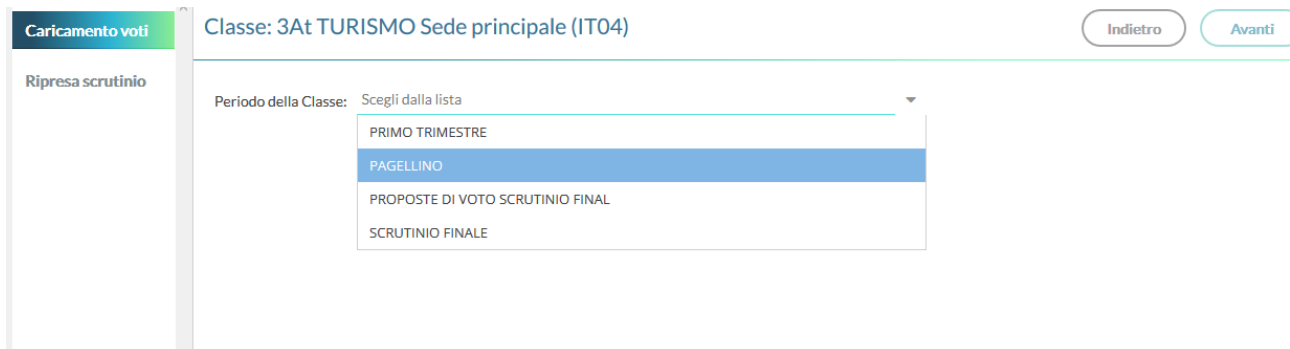 Caricamento voti
Classe: 3At TURISMO Sede principale (IT04)
Indietro
Avanti
Ripresa scrutinio
Periodo della Classe: Scegli dalla lista
PRIMO TRIMESTRE
PAGELLINO
PROPOSTE DI VOTO SCRUTINIO FINAL
SCRUTINIO FINALE